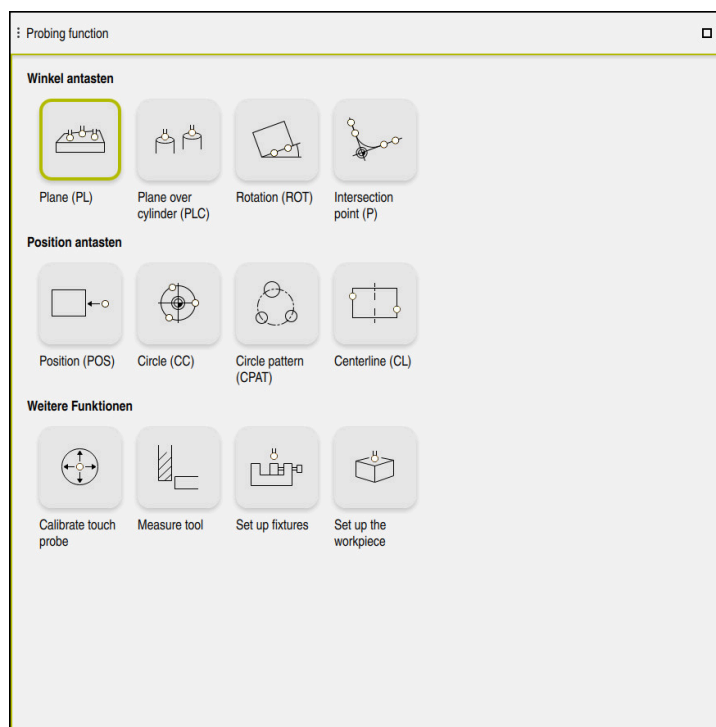 Probing function
Winkel antasten
Plane (PL)
Plane over
cylinder (PLC)
Rotation (ROT)
Intersection
point (P)
Position antasten
Position (POS)
Circle (CC)
Circle pattern
(CPAT)
Centerline (CL)
Weitere Funktionen
Calibrate touch
probe
Measure tool
Set up fixtures
Set up the
workpiece